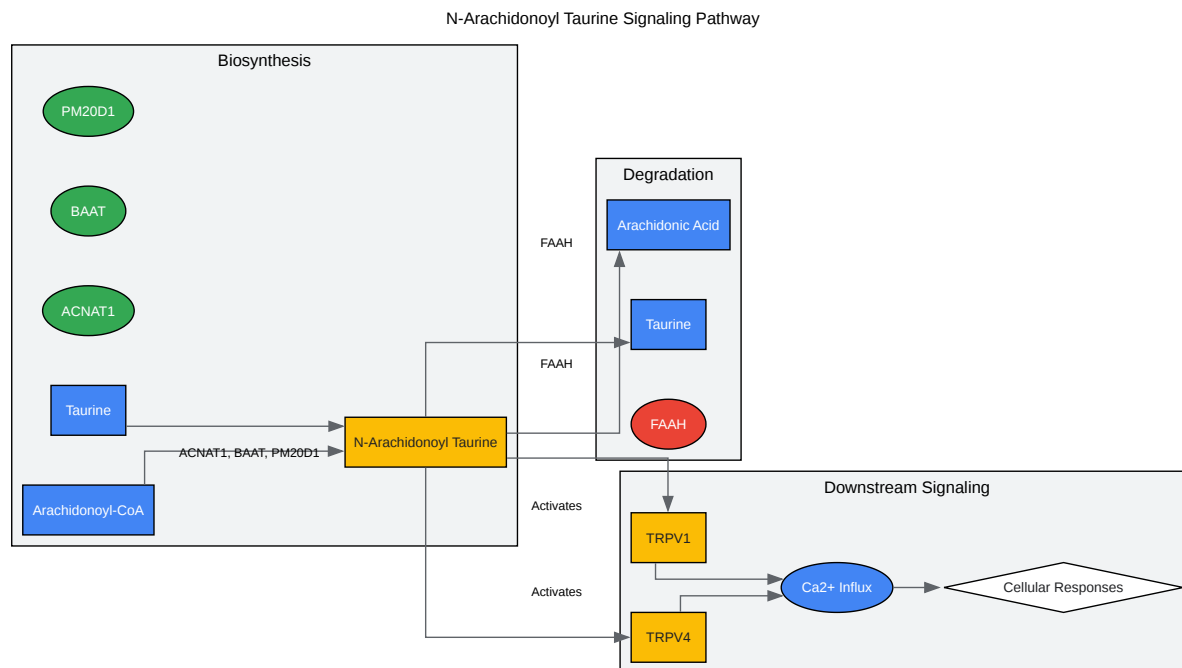 N-Arachidonoyl Taurine Signaling Pathway
Biosynthesis
PM20D1
BAAT
ACNAT1
Taurine
ACNAT1, BAAT, PM20D1
Arachidonoyl-CoA
N-Arachidonoyl Taurine
FAAH
FAAH
Degradation
Arachidonic Acid
Taurine
FAAH
Activates
Activates
Downstream Signaling
TRPV1
TRPV4
Ca2+ Influx
Cellular Responses